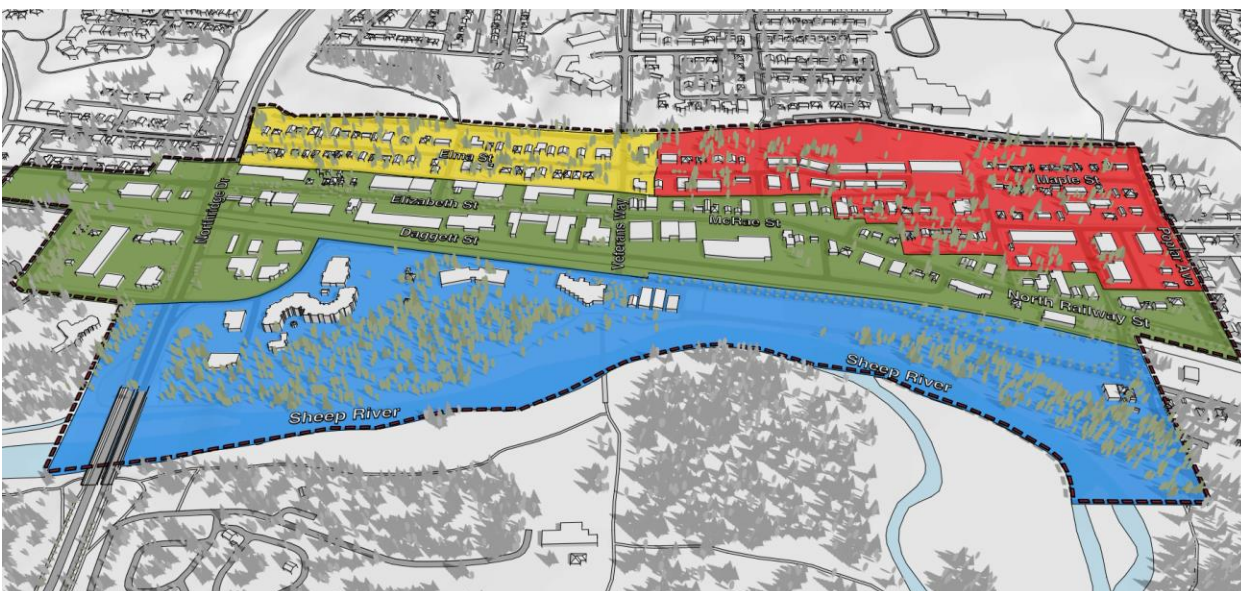 Elma St
Maple St
Northridge Dr
Elizabeth St
Veterans Way
McRae St
Daggett St
Poplar Ave
North Railway St
Sheep River
Sheep River